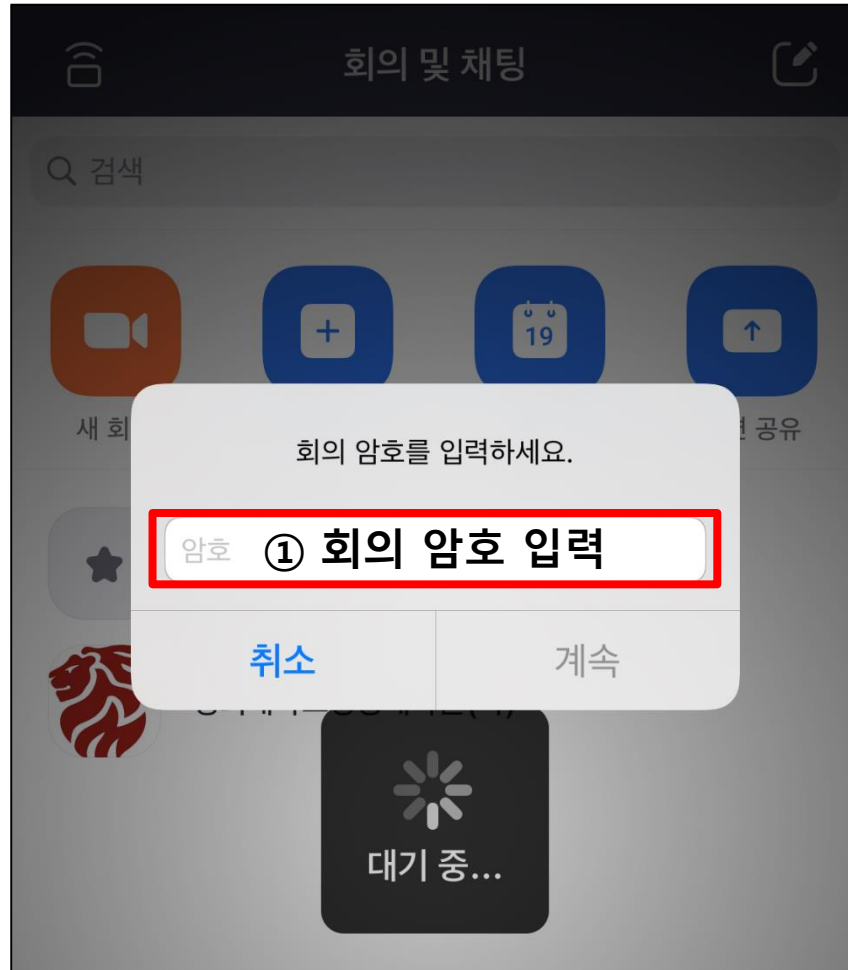 회의 및 채팅
검색
19
새 회
공유
회의 암호를 입력하세요.
암호 ① 회의 암호 입력
취소 계속
대기 중...